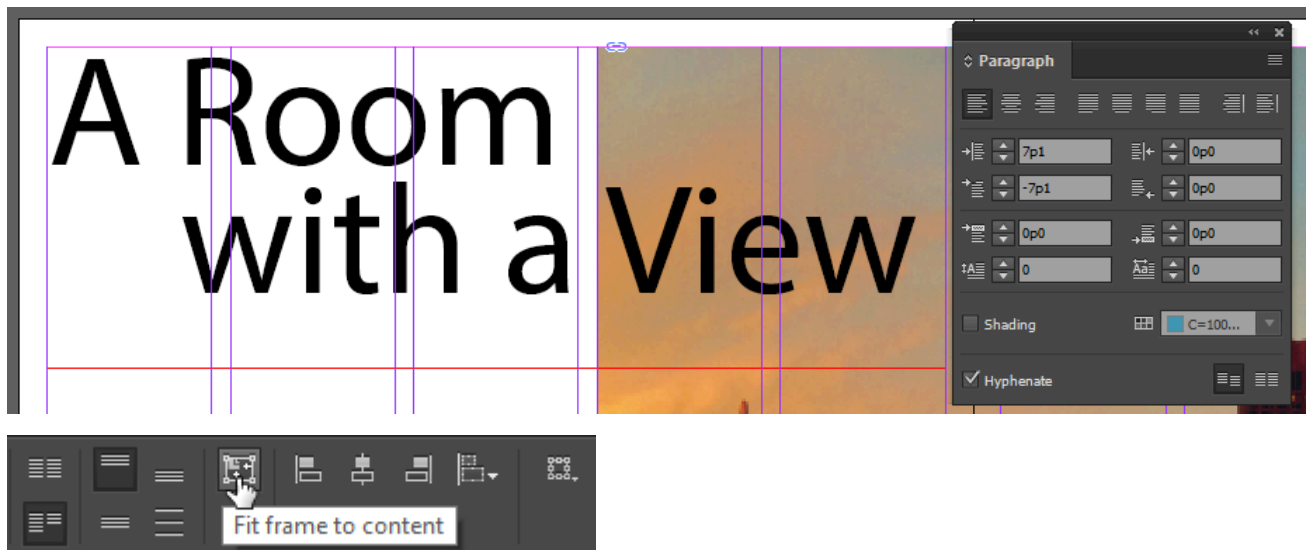 A Room
with a View
Paragraph
7p1 0p0
-7p1 0p0
0p0 0p0
0 0
Shading C=100...
Hyphenate
Fit frame to content